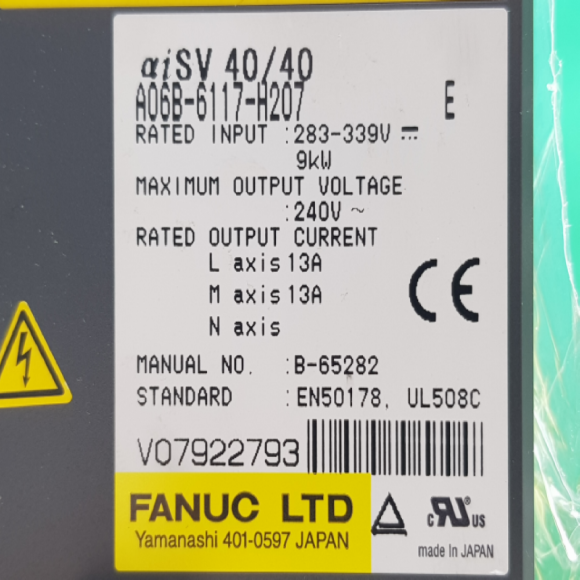 αiSV 40/40
A06B-6117-H207 E
RATED INPUT :283-339V ⎓
9kW
MAXIMUM OUTPUT VOLTAGE
:240V ~
RATED OUTPUT CURRENT
L axis 13A
M axis 13A
N axis
CE
MANUAL NO. :B-65282
STANDARD :EN50178, UL508C
V07922793
FANUC LTD
Yamanashi 401-0597 JAPAN
c RU US
made in JAPAN